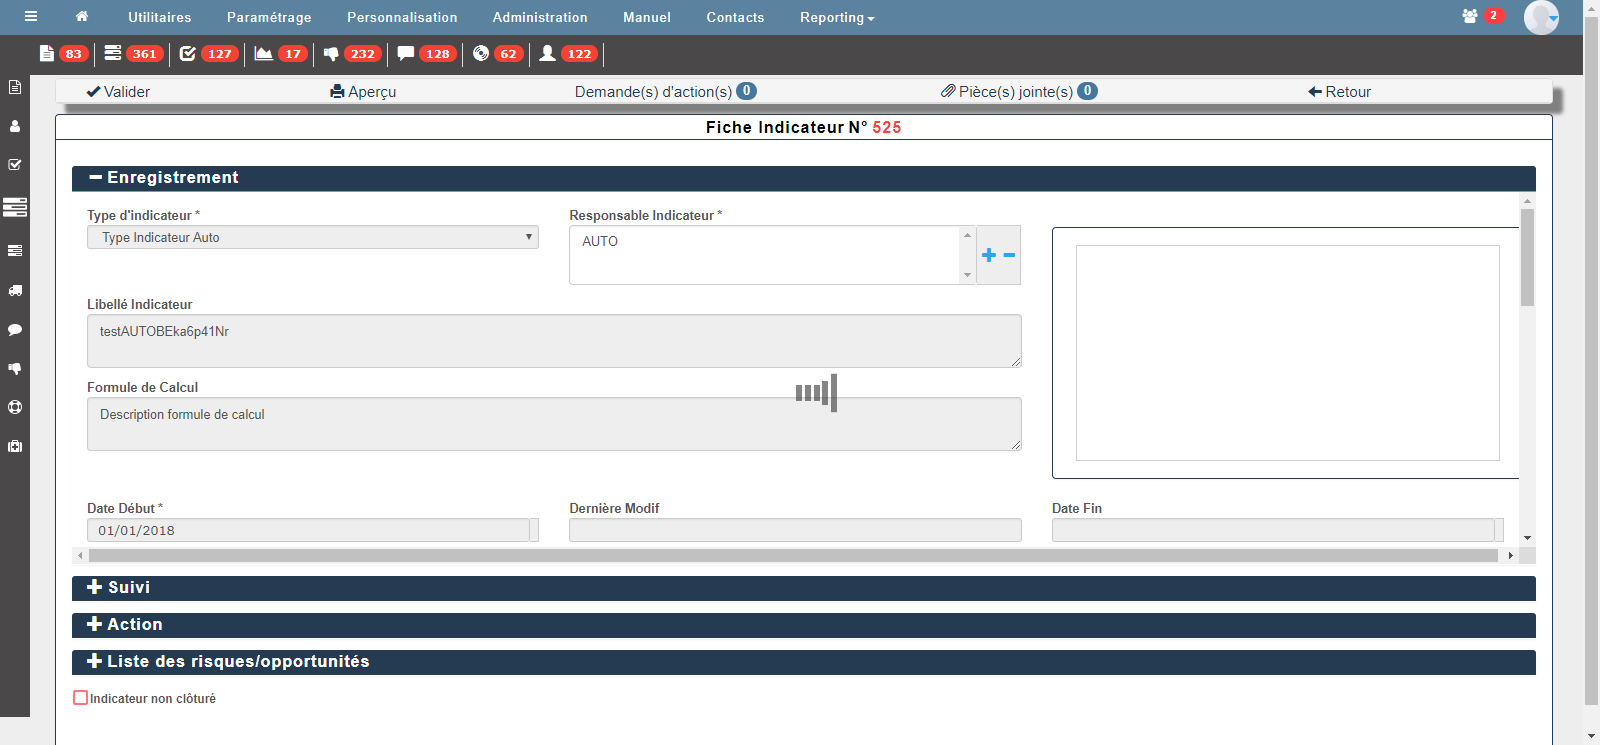 Utilitaires Paramétrage Personnalisation Administration Manuel Contacts Reporting 2
83 361 127 17 232 128 62 122
Valider Aperçu Demande(s) d'action(s) 0 Pièce(s) jointe(s) 0 Retour
Fiche Indicateur N° 525
Enregistrement
Type d'indicateur * Responsable Indicateur *
Type Indicateur Auto AUTO
Libellé Indicateur
testAUTOBEka6p41Nr
Formule de Calcul
Description formule de calcul
Date Début * Dernière Modif Date Fin
01/01/2018
Suivi
Action
Liste des risques/opportunités
Indicateur non clôturé